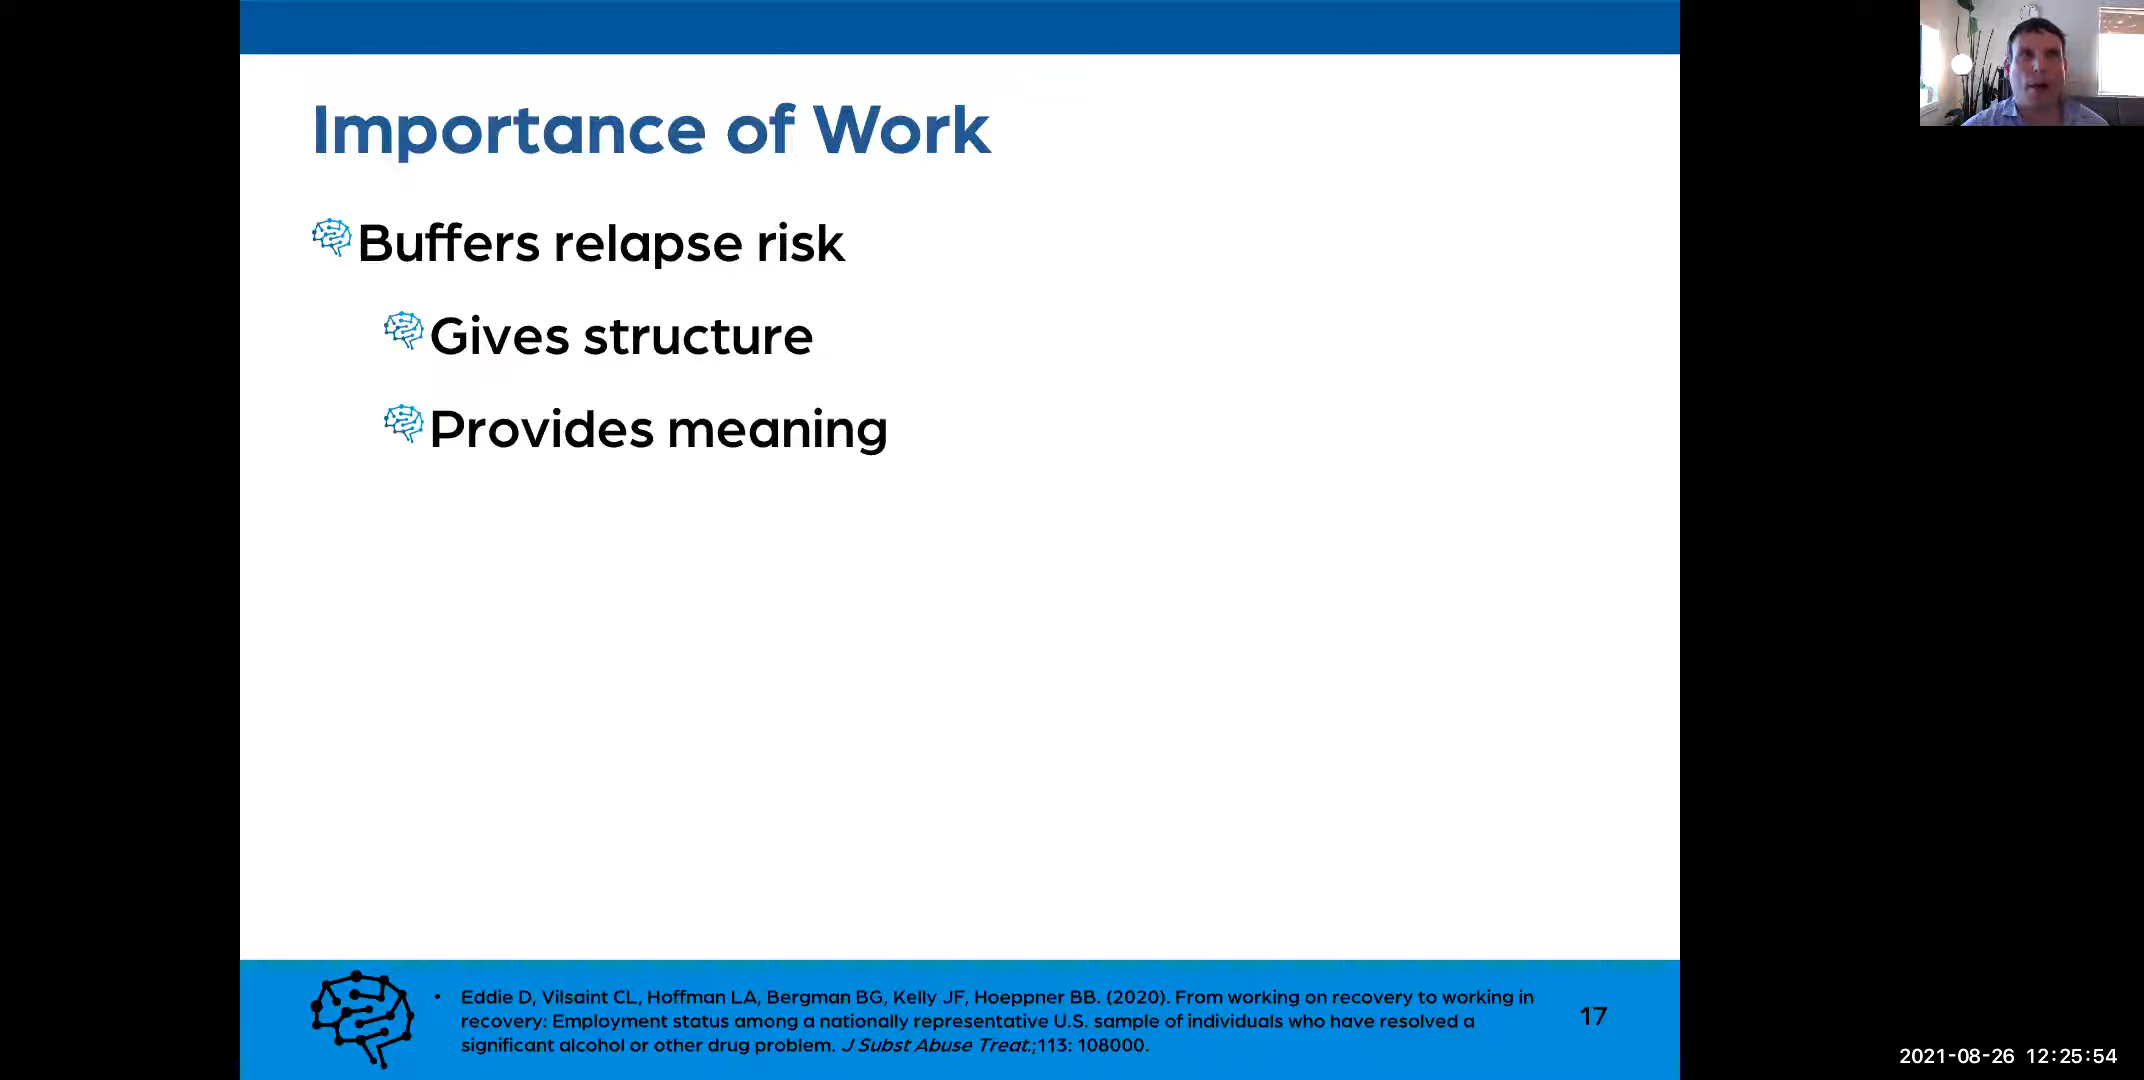 Importance of Work
Buffers relapse risk
Gives structure
Provides meaning
• Eddie D, Vilsaint CL, Hoffman LA, Bergman BG, Kelly JF, Hoeppner BB. (2020). From working on recovery to working in
recovery: Employment status among a nationally representative U.S. sample of individuals who have resolved a
significant alcohol or other drug problem. J Subst Abuse Treat.;113: 108000.
17
2021-08-26 12:25:54